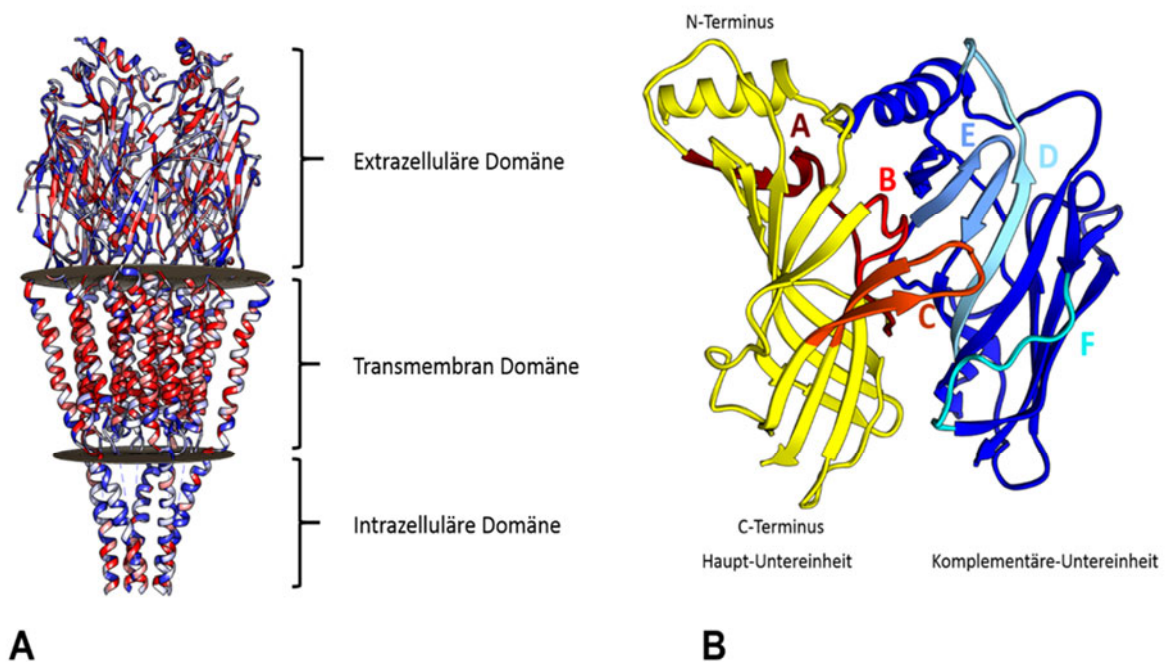 Extrazelluläre Domäne
Transmembran Domäne
Intrazelluläre Domäne
A
N-Terminus
A
B
E
D
C
F
C-Terminus
Haupt-Untereinheit
Komplementäre-Untereinheit
B